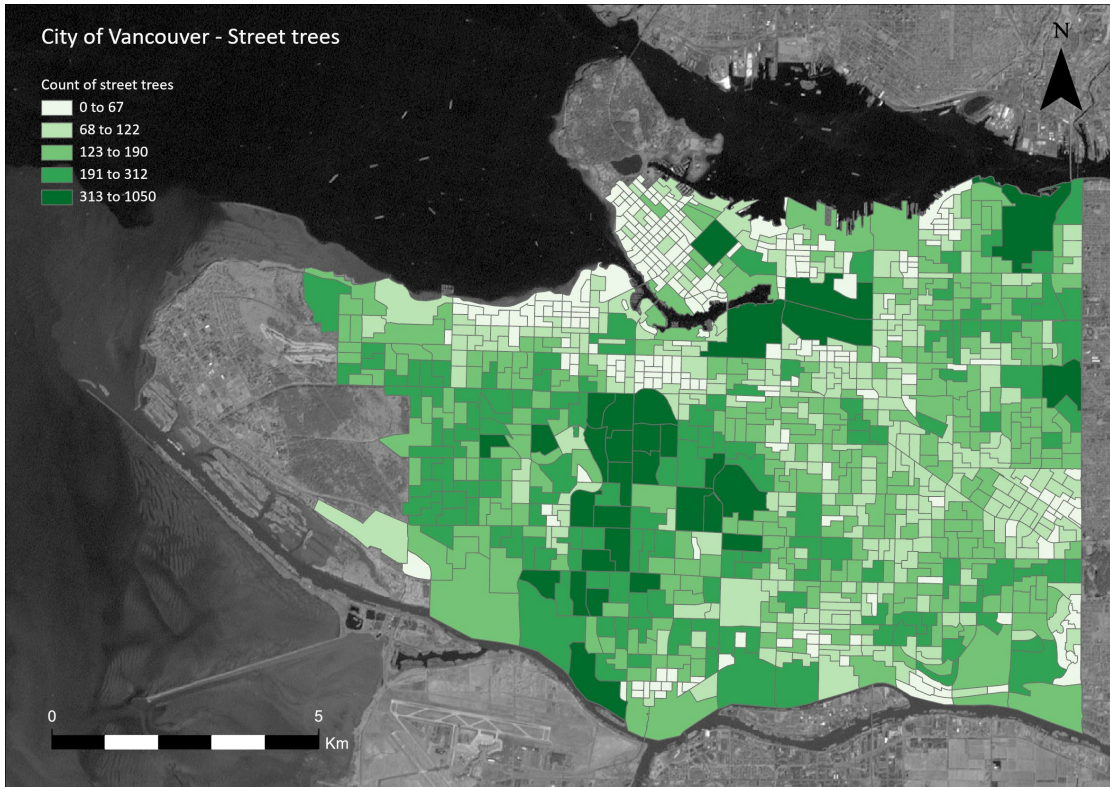 City of Vancouver - Street trees
N
Count of street trees
0 to 67
68 to 122
123 to 190
191 to 312
313 to 1050
0 5
Km